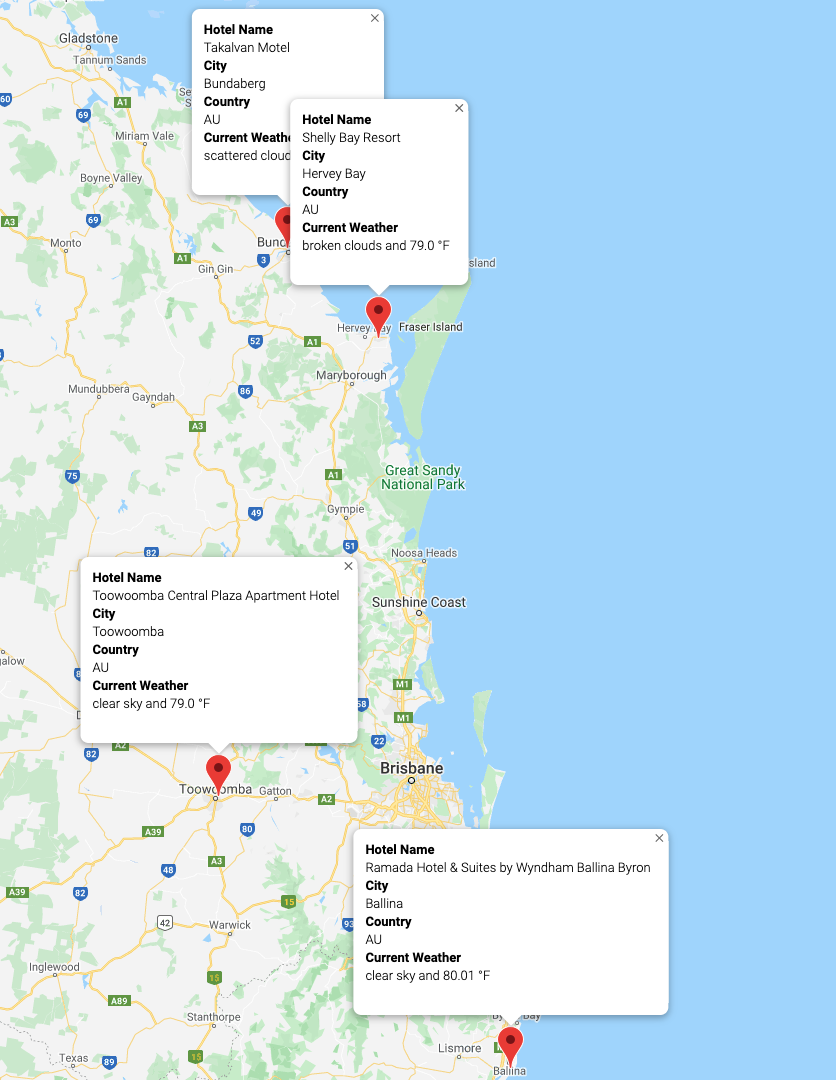 Gladstone
Tannum Sands
60
A1
69
Miriam Vale
Boyne Valley
A3
69
Monto
A1
Gin Gin
3
Hotel Name
Takalvan Motel
City
Bundaberg
Country
AU
Current Weathe
scattered cloud
Hotel Name
Shelly Bay Resort
City
Hervey Bay
Country
AU
Current Weather
broken clouds and 79.0 °F
Fraser Island
52
A1
Maryborough
Mundubbera
Gayndah
86
A3
75
A1
Great Sandy
National Park
Gympie
49
51
82
Noosa Heads
Sunshine Coast
Hotel Name
Toowoomba Central Plaza Apartment Hotel
City
Toowoomba
Country
AU
Current Weather
clear sky and 79.0 °F
M1
M1
22
A2
82
Brisbane
Toowoomba
Gatton
A2
A39
80
A3
48
A39
82
15
42
Warwick
93
Hotel Name
Ramada Hotel & Suites by Wyndham Ballina Byron
City
Ballina
Country
AU
Current Weather
clear sky and 80.01 °F
Inglewood
15
A89
Stanthorpe
15
Texas
89
Lismore
Ballina